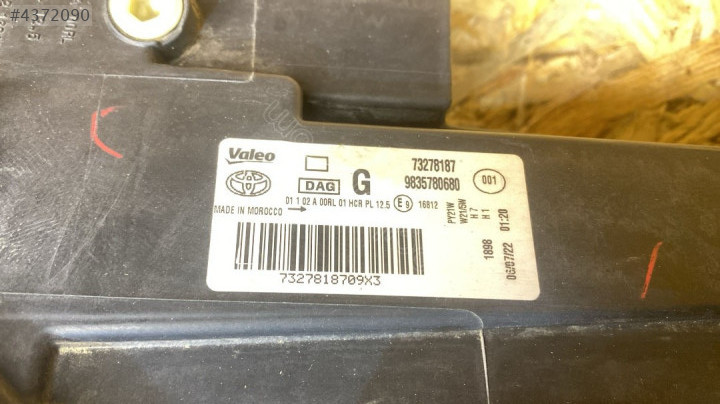 #4372090
Valeo
73278187
DAG G 9835780680 001
01 1 02 A 00RL 01 HCR PL 12.5 E9 16812
MADE IN MOROCCO
PY21W
W21/5W
H7
H1
1898 01:20
06/07/22
7327818709X3